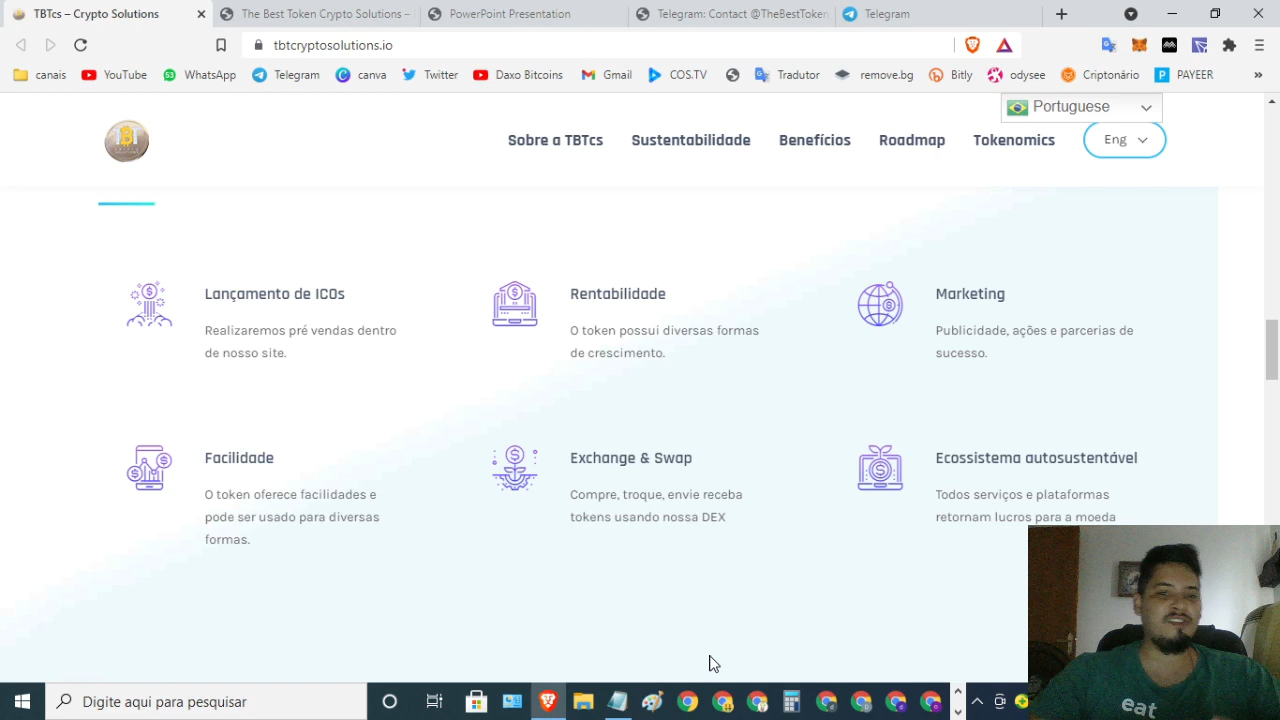 TBTcs – Crypto Solutions
The Best Token Crypto Solutions –
PowerPoint Presentation
Telegram: Contact @TheBestToken
Telegram
tbtcryptosolutions.io
canais
YouTube
WhatsApp
Telegram
canva
Twitter
Daxo Bitcoins
Gmail
COS.TV
Tradutor
remove.bg
Bitly
odysee
Criptonário
PAYEER
»
Portuguese
Sobre a TBTcs
Sustentabilidade
Benefícios
Roadmap
Tokenomics
Eng
Lançamento de ICOs
Realizaremos pré vendas dentro
de nosso site.
Rentabilidade
O token possui diversas formas
de crescimento.
Marketing
Publicidade, ações e parcerias de
sucesso.
Facilidade
O token oferece facilidades e
pode ser usado para diversas
formas.
Exchange & Swap
Compre, troque, envie receba
tokens usando nossa DEX
Ecossistema autosustentável
Todos serviços e plataformas
retornam lucros para a moeda
eat
Digite aqui para pesquisar